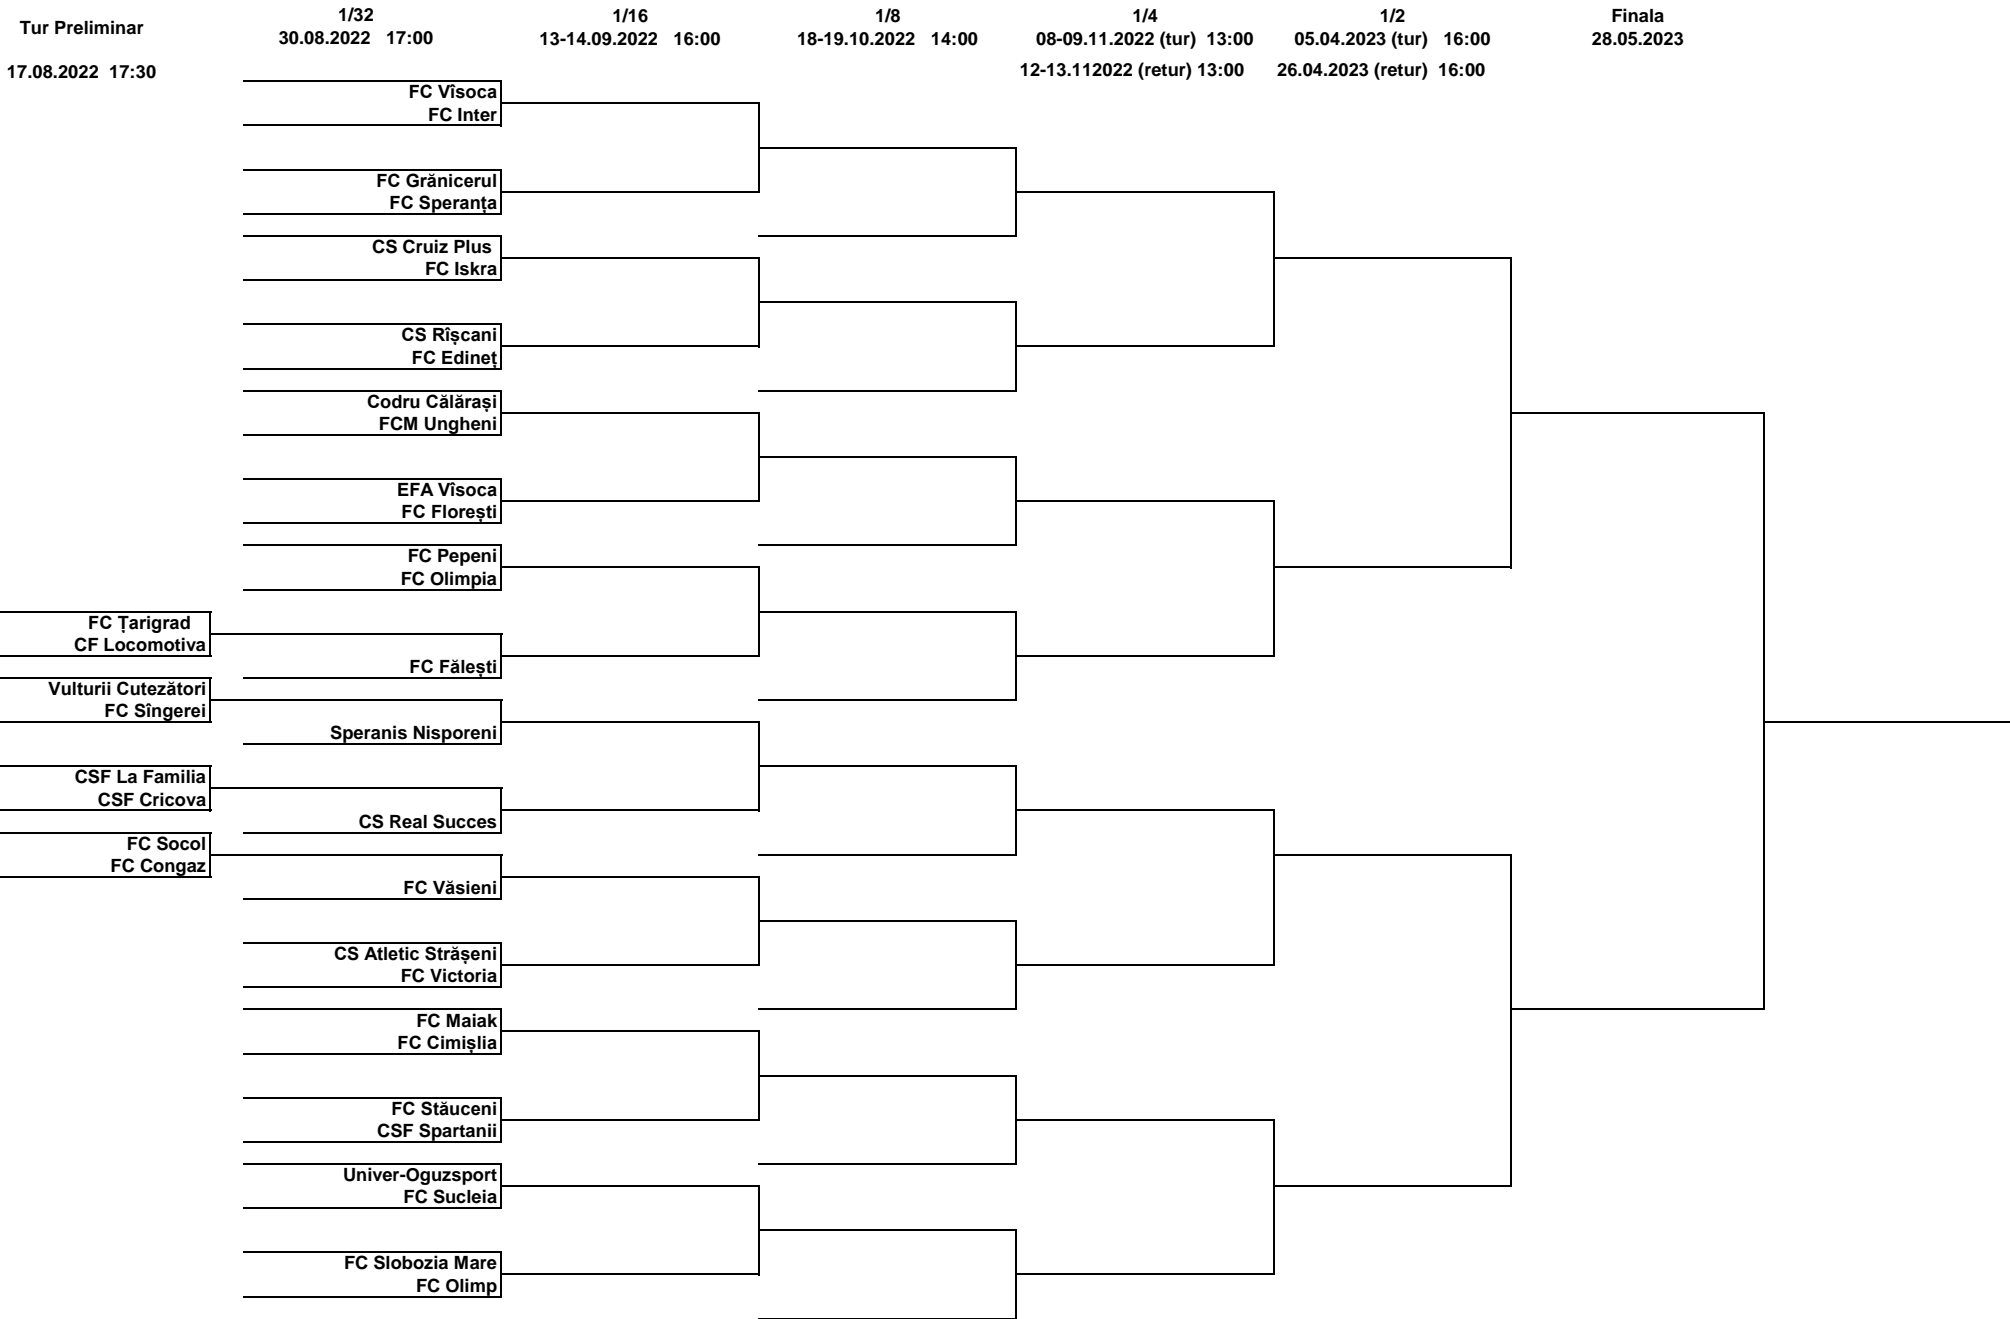 Tur Preliminar
17.08.2022 17:30
1/32
30.08.2022 17:00
1/16
13-14.09.2022 16:00
1/8
18-19.10.2022 14:00
1/4
08-09.11.2022 (tur) 13:00
12-13.112022 (retur) 13:00
1/2
05.04.2023 (tur) 16:00
26.04.2023 (retur) 16:00
Finala
28.05.2023
FC Vîsoca
FC Inter
FC Grănicerul
FC Speranța
CS Cruiz Plus
FC Iskra
CS Rîșcani
FC Edineț
Codru Călărași
FCM Ungheni
EFA Vîsoca
FC Florești
FC Pepeni
FC Olimpia
FC Țarigrad
CF Locomotiva
FC Fălești
Vulturii Cutezători
FC Sîngerei
Speranis Nisporeni
CSF La Familia
CSF Cricova
CS Real Succes
FC Socol
FC Congaz
FC Văsieni
CS Atletic Strășeni
FC Victoria
FC Maiak
FC Cimișlia
FC Stăuceni
CSF Spartanii
Univer-Oguzsport
FC Sucleia
FC Slobozia Mare
FC Olimp